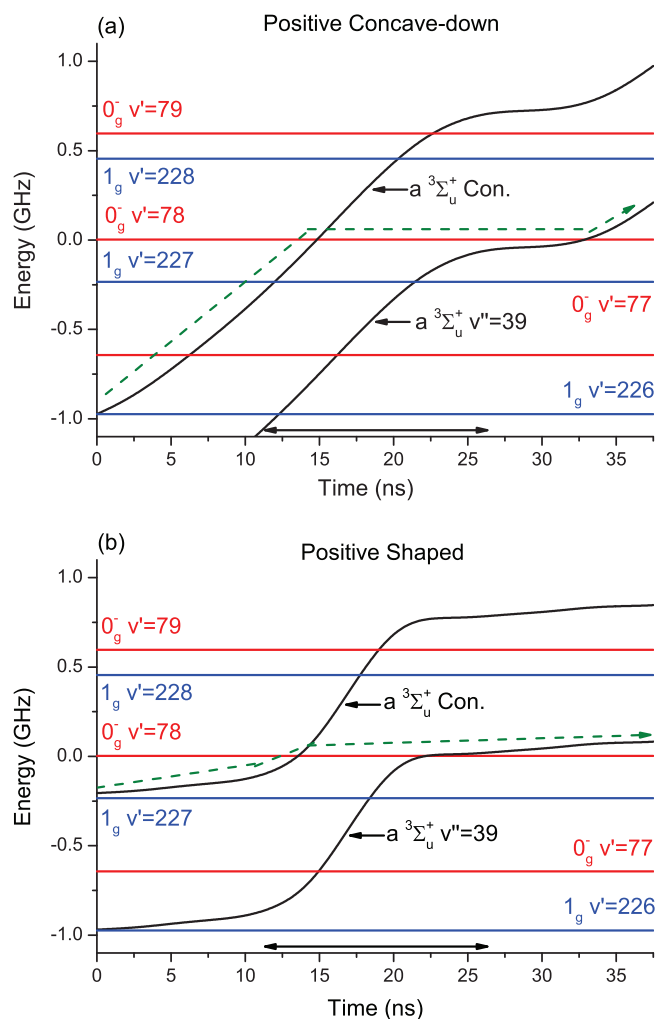 (a)
Positive Concave-down
1.0
0⁻g v'=79
0.5
1g v'=228
a ³Σu⁺ Con.
0⁻g v'=78
0.0
1g v'=227
0⁻g v'=77
a ³Σu⁺ v''=39
-0.5
1g v'=226
-1.0
Energy (GHz)
0 5 10 15 20 25 30 35
Time (ns)
(b)
Positive Shaped
1.0
0⁻g v'=79
0.5
1g v'=228
a ³Σu⁺ Con.
0⁻g v'=78
0.0
1g v'=227
a ³Σu⁺ v''=39
0⁻g v'=77
-0.5
1g v'=226
-1.0
Energy (GHz)
0 5 10 15 20 25 30 35
Time (ns)